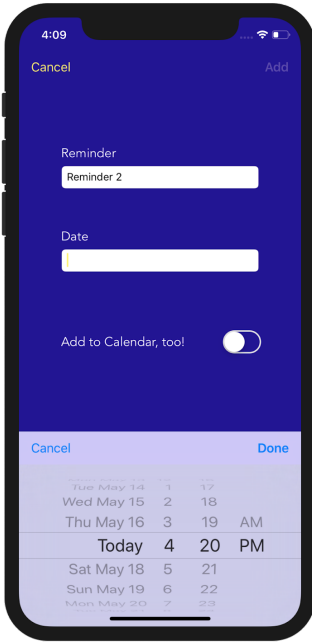 4:09
Cancel Add
Reminder
Reminder 2
Date
Add to Calendar, too!
Cancel Done
Tue May 14 1 17
Wed May 15 2 18
Thu May 16 3 19 AM
Today 4 20 PM
Sat May 18 5 21
Sun May 19 6 22
Mon May 20 7 23